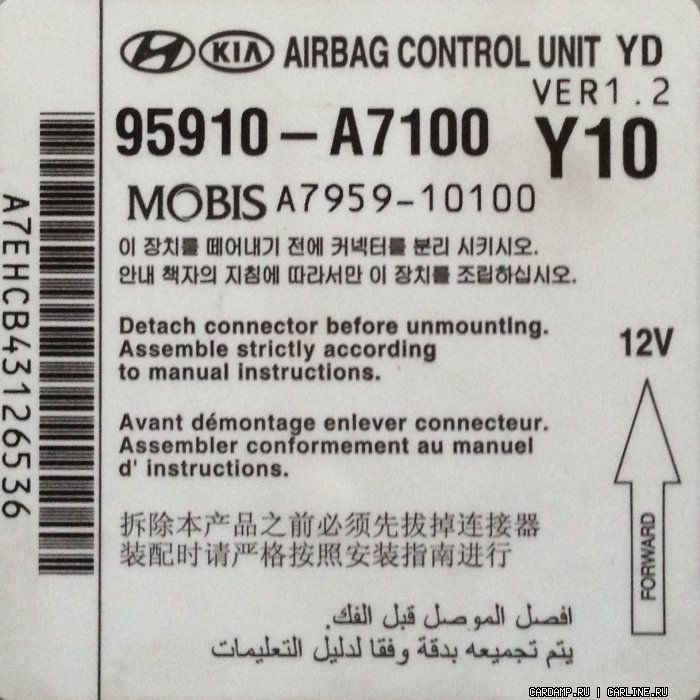 KIA AIRBAG CONTROL UNIT YD
VER1.2
95910-A7100 Y10
MOBIS A7959-10100
이 장치를 떼어내기 전에 커넥터를 분리 시키시오.
안내 책자의 지침에 따라서만 이 장치를 조립하십시오.
Detach connector before unmounting.
Assemble strictly according
to manual instructions.
12V
Avant démontage enlever connecteur.
Assembler conformement au manuel
d' instructions.
FORWARD
拆除本产品之前必须先拔掉连接器
装配时请严格按照安装指南进行
افصل الموصل قبل الفك.
يتم تجميعه بدقة وفقا لدليل التعليمات
A7EHCB43126536
CARDAMP.RU | CARLINE.RU